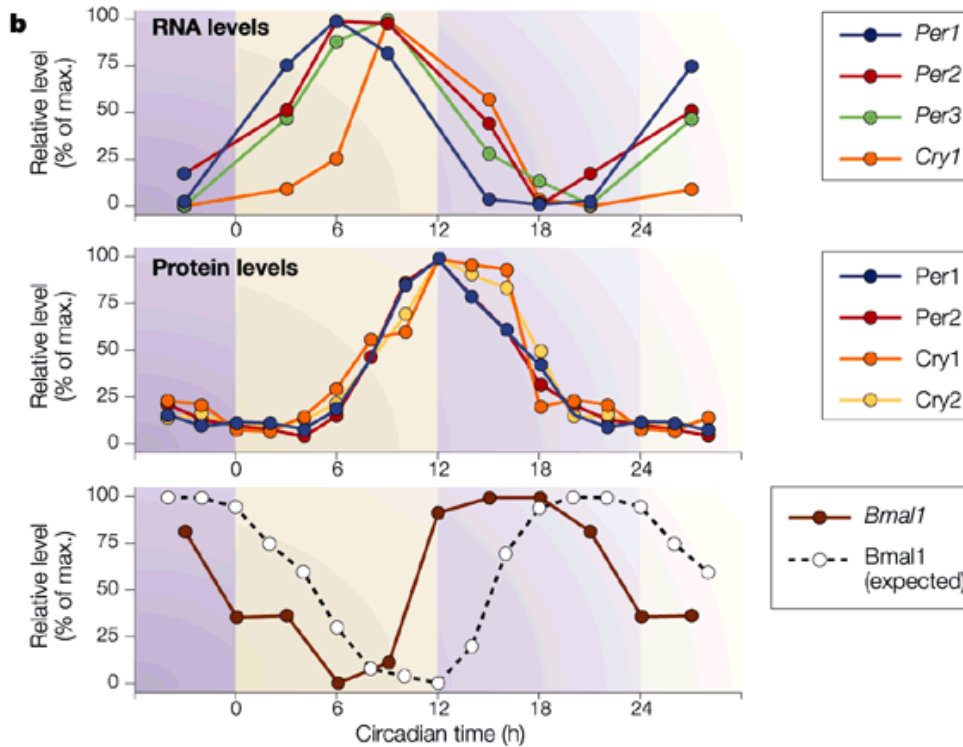 b
RNA levels
Relative level
(% of max.)
100
75
50
25
0
0 6 12 18 24
Per1
Per2
Per3
Cry1
Protein levels
Relative level
(% of max.)
100
75
50
25
0
0 6 12 18 24
Per1
Per2
Cry1
Cry2
Relative level
(% of max.)
100
75
50
25
0
0 6 12 18 24
Circadian time (h)
Bmal1
Bmal1
(expected)